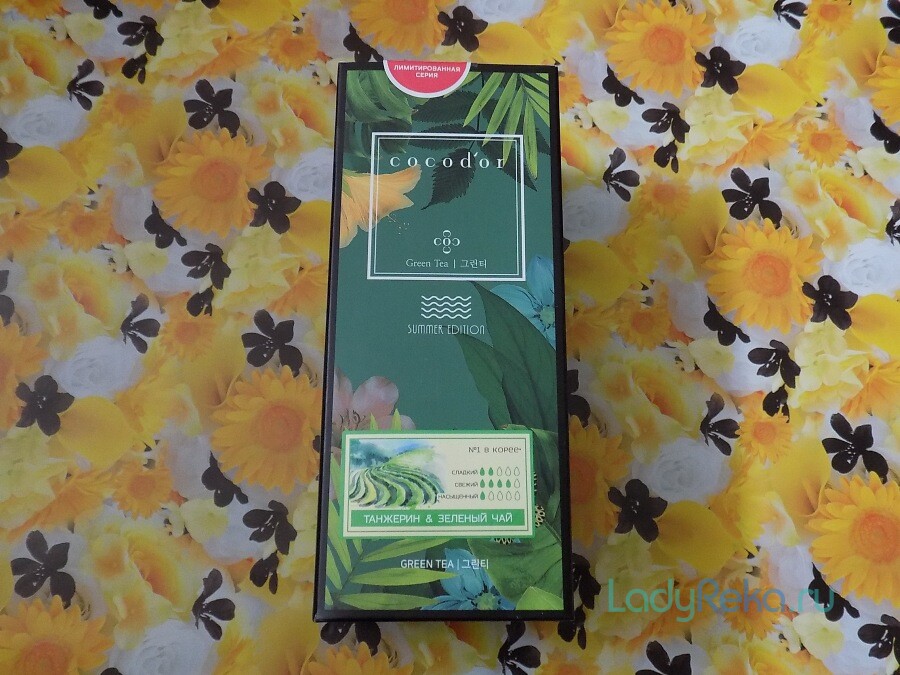 ЛИМИТИРОВАННАЯ
СЕРИЯ
cocod'or
Green Tea | 그린티
SUMMER EDITION
№1 В КОРЕЕ*
СЛАДКИЙ
СВЕЖИЙ
НАСЫЩЕННЫЙ
ТАНЖЕРИН & ЗЕЛЕНЫЙ ЧАЙ
GREEN TEA | 그린티
LadyReka.ru